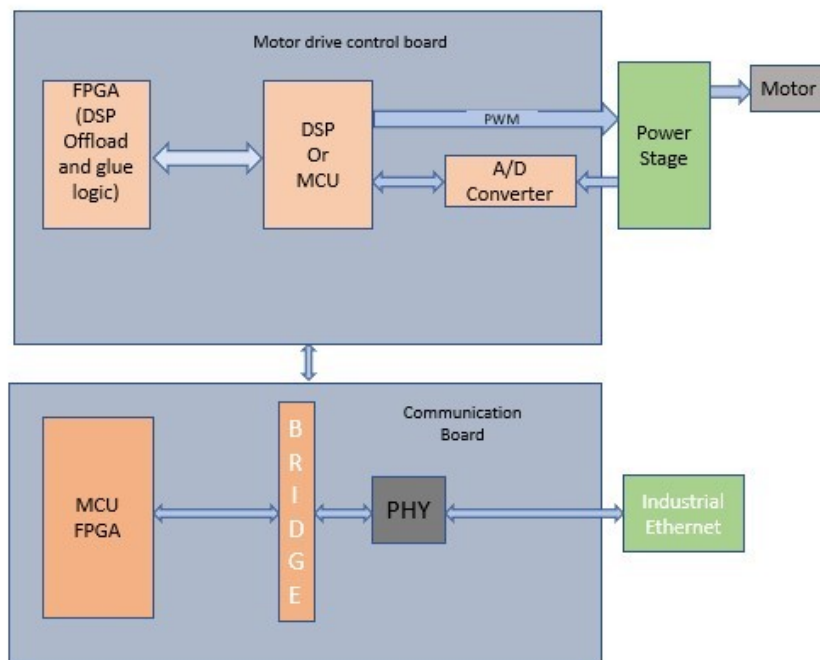 Motor drive control board
FPGA
(DSP
Offload
and glue
logic)
DSP
Or
MCU
PWM
A/D
Converter
Power
Stage
Motor
Communication
Board
MCU
FPGA
B
R
I
D
G
E
PHY
Industrial
Ethernet